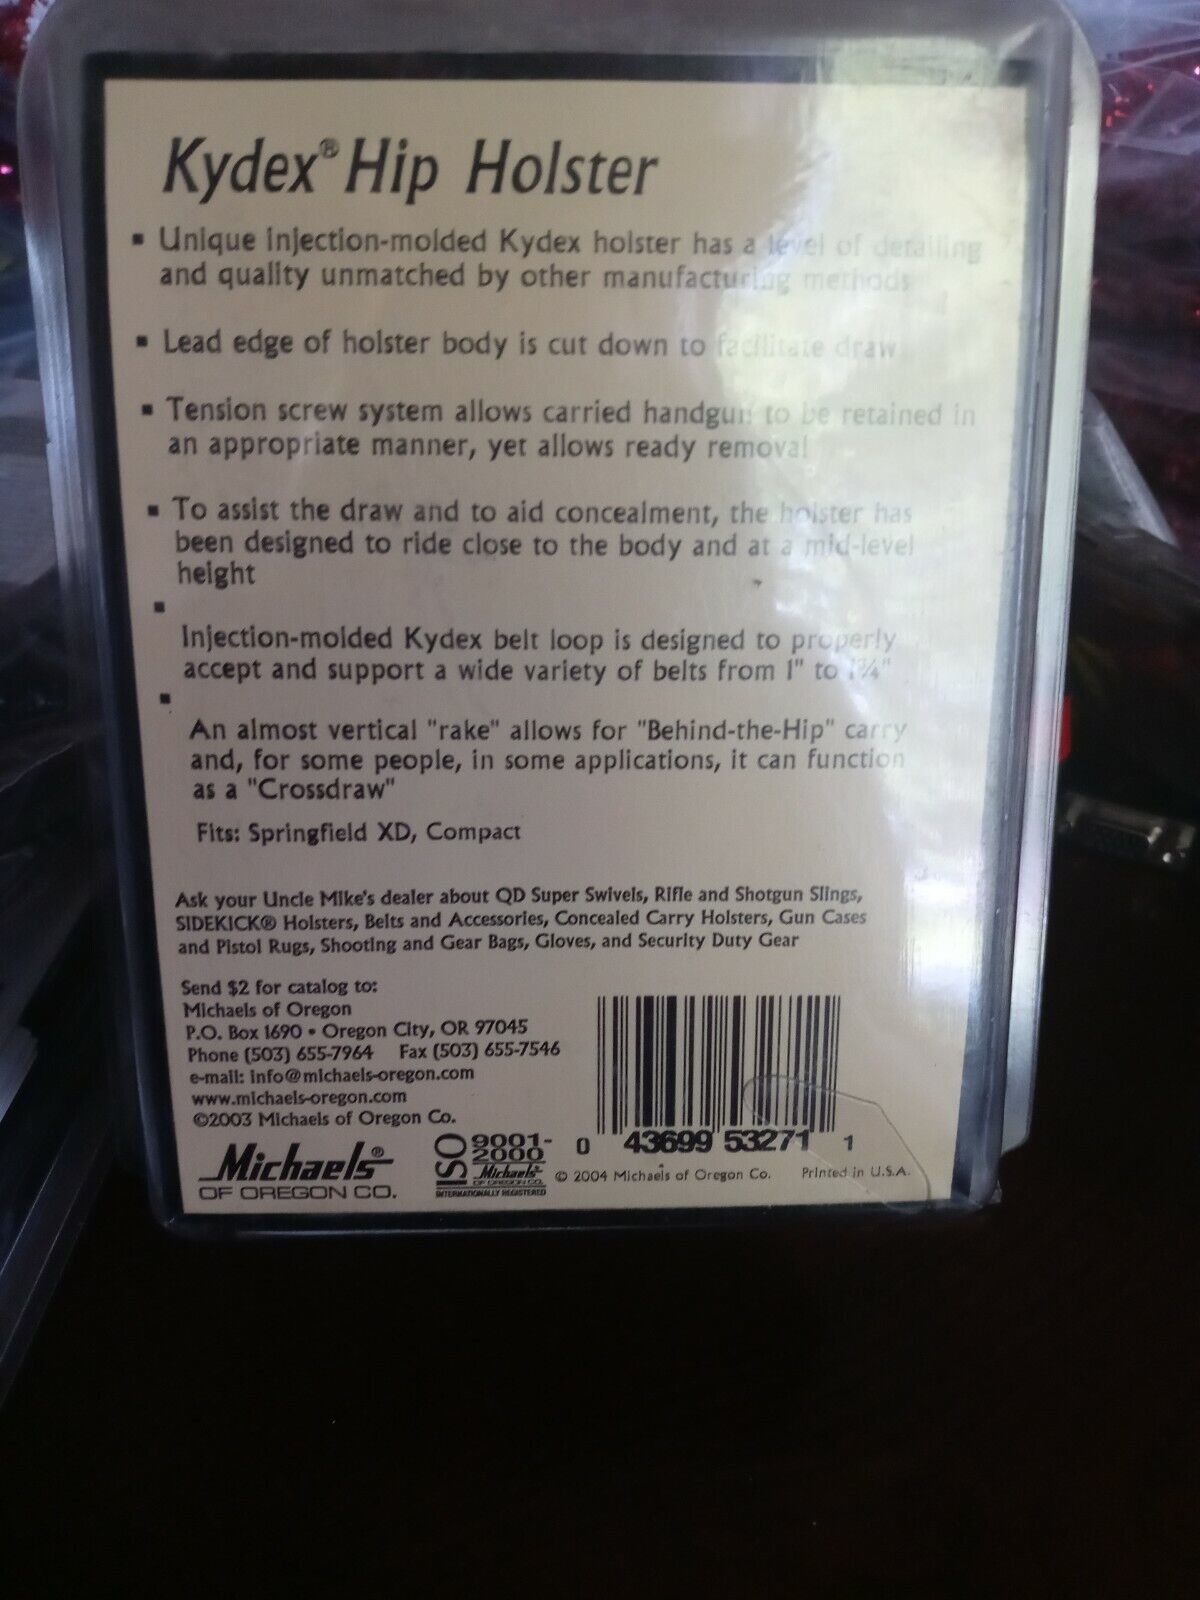 Kydex® Hip Holster
▪ Unique injection-molded Kydex holster has a level of detailing
and quality unmatched by other manufacturing methods
▪ Lead edge of holster body is cut down to facilitate draw
▪ Tension screw system allows carried handgun to be retained in
an appropriate manner, yet allows ready removal
▪ To assist the draw and to aid concealment, the holster has
been designed to ride close to the body and at a mid-level
height
▪
Injection-molded Kydex belt loop is designed to properly
accept and support a wide variety of belts from 1" to 1¾"
▪
An almost vertical "rake" allows for "Behind-the-Hip" carry
and, for some people, in some applications, it can function
as a "Crossdraw"
Fits: Springfield XD, Compact
Ask your Uncle Mike's dealer about QD Super Swivels, Rifle and Shotgun Slings,
SIDEKICK® Holsters, Belts and Accessories, Concealed Carry Holsters, Gun Cases
and Pistol Rugs, Shooting and Gear Bags, Gloves, and Security Duty Gear
Send $2 for catalog to:
Michaels of Oregon
P.O. Box 1690 • Oregon City, OR 97045
Phone (503) 655-7964 Fax (503) 655-7546
e-mail: info@michaels-oregon.com
www.michaels-oregon.com
©2003 Michaels of Oregon Co.
Michaels®
OF OREGON CO.
ISO 9001-
2000
Michaels
OF OREGON CO.
INTERNATIONALLY REGISTERED
0 43699 53271 1
© 2004 Michaels of Oregon Co. Printed in U.S.A.